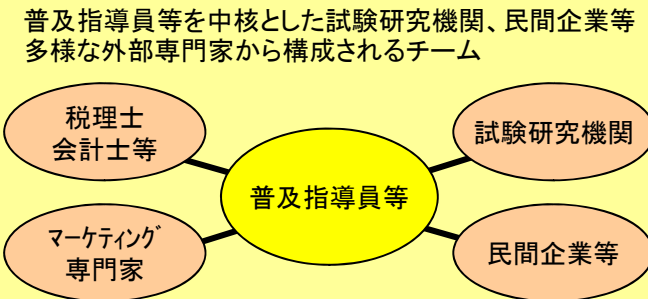 普及指導員等を中核とした試験研究機関、民間企業等
多様な外部専門家から構成されるチーム
税理士
会計士等
試験研究機関
普及指導員等
ﾏｰｹﾃｨﾝｸﾞ
専門家
民間企業等